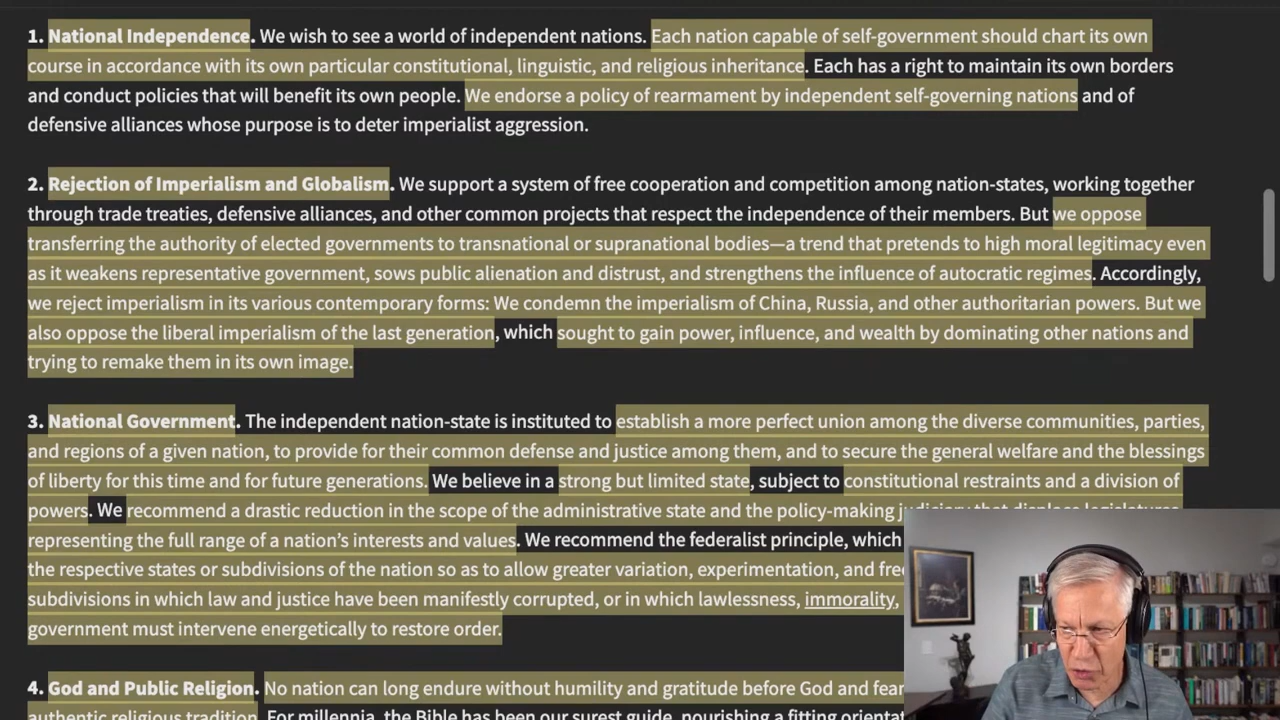 1. National Independence. We wish to see a world of independent nations. Each nation capable of self-government should chart its own
course in accordance with its own particular constitutional, linguistic, and religious inheritance. Each has a right to maintain its own borders
and conduct policies that will benefit its own people. We endorse a policy of rearmament by independent self-governing nations and of
defensive alliances whose purpose is to deter imperialist aggression.
2. Rejection of Imperialism and Globalism. We support a system of free cooperation and competition among nation-states, working together
through trade treaties, defensive alliances, and other common projects that respect the independence of their members. But we oppose
transferring the authority of elected governments to transnational or supranational bodies—a trend that pretends to high moral legitimacy even
as it weakens representative government, sows public alienation and distrust, and strengthens the influence of autocratic regimes. Accordingly,
we reject imperialism in its various contemporary forms: We condemn the imperialism of China, Russia, and other authoritarian powers. But we
also oppose the liberal imperialism of the last generation, which sought to gain power, influence, and wealth by dominating other nations and
trying to remake them in its own image.
3. National Government. The independent nation-state is instituted to establish a more perfect union among the diverse communities, parties,
and regions of a given nation, to provide for their common defense and justice among them, and to secure the general welfare and the blessings
of liberty for this time and for future generations. We believe in a strong but limited state, subject to constitutional restraints and a division of
powers. We recommend a drastic reduction in the scope of the administrative state and the policy-making judiciary that displaces legislatures
representing the full range of a nation's interests and values. We recommend the federalist principle, which
the respective states or subdivisions of the nation so as to allow greater variation, experimentation, and
subdivisions in which law and justice have been manifestly corrupted, or in which lawlessness, immorality,
government must intervene energetically to restore order.
4. God and Public Religion. No nation can long endure without humility and gratitude before God and fear
authentic religious tradition. For millennia, the Bible has been our surest guide, nourishing a fitting